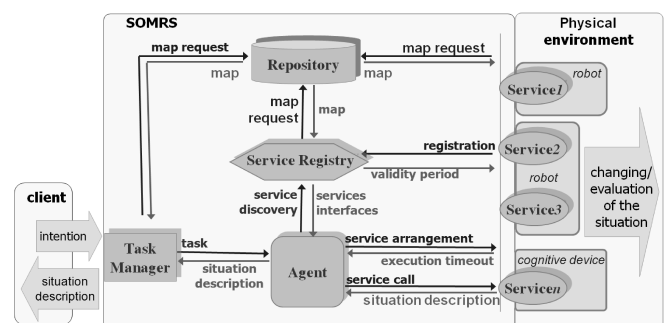 SOMRS
Physical
environment
map request
map
Repository
map request
map
robot
Service1
map
request
map
Service Registry
registration
validity period
Service2
robot
Service3
changing/
evaluation
of the
situation
client
service
discovery
services
interfaces
intention
situation
description
Task
Manager
task
situation
description
Agent
service arrangement
execution timeout
service call
situation description
cognitive device
Servicen